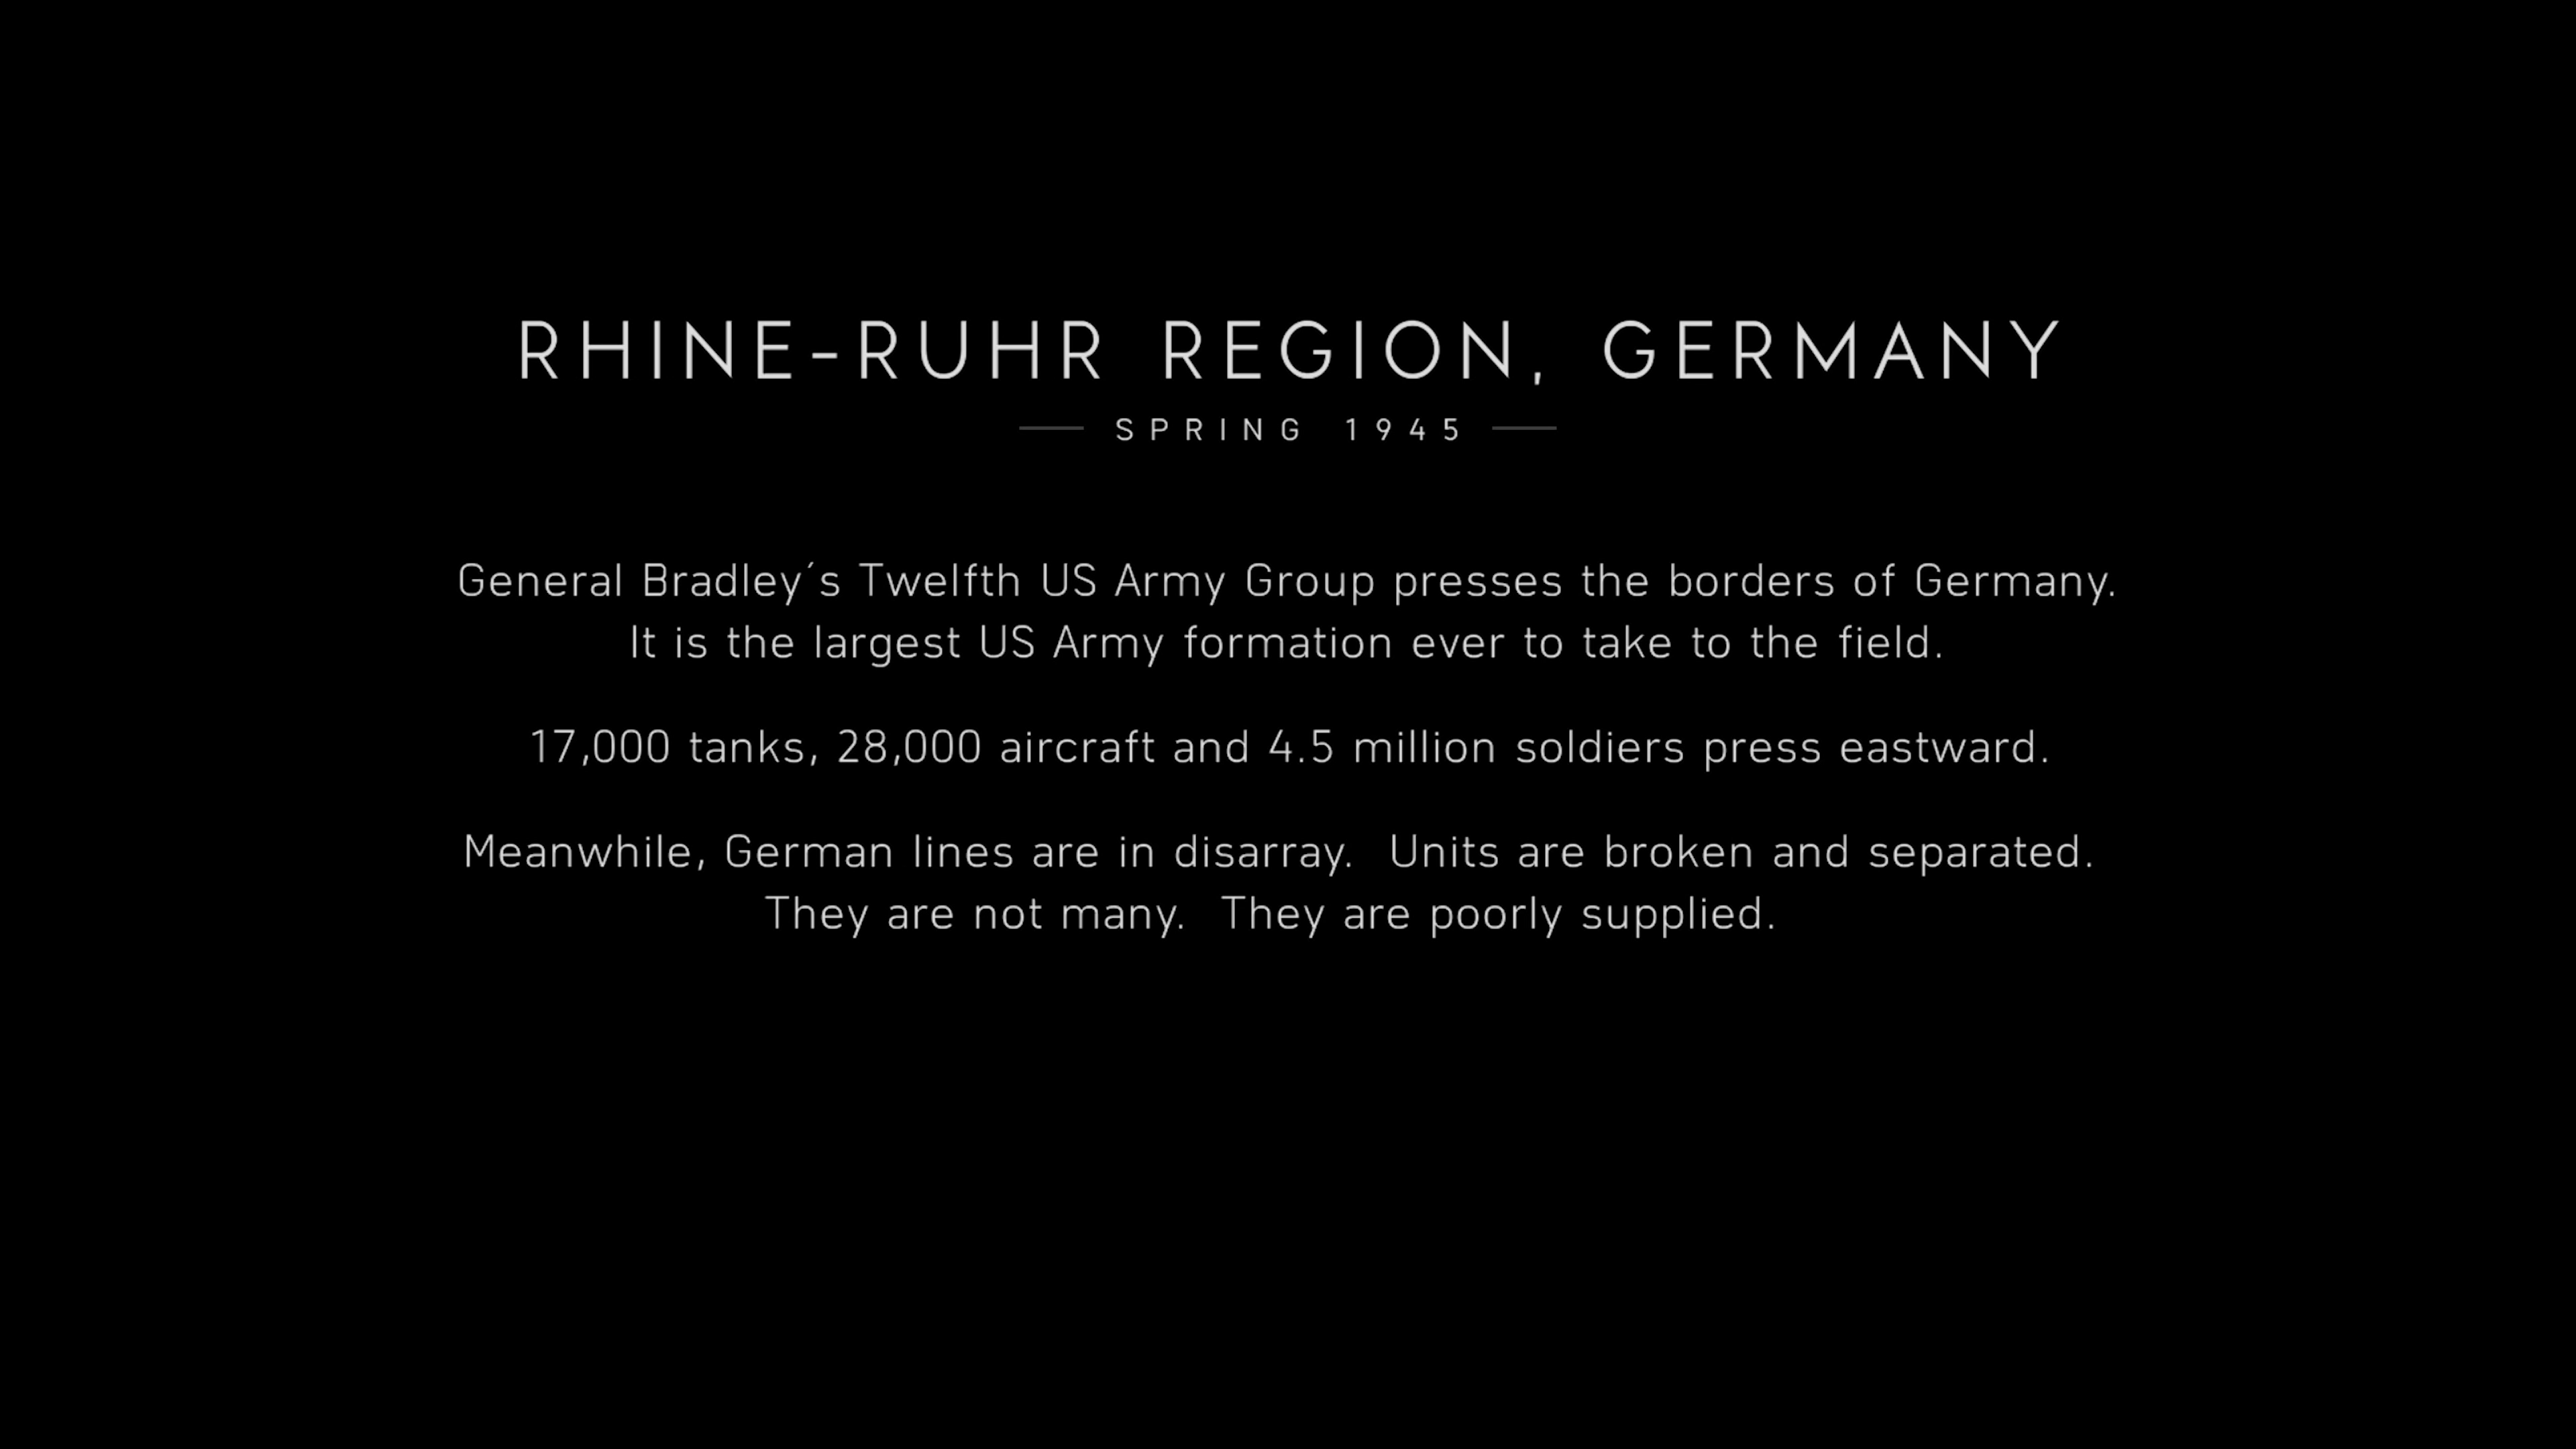 RHINE-RUHR REGION, GERMANY
SPRING 1945
General Bradley´s Twelfth US Army Group presses the borders of Germany.
It is the largest US Army formation ever to take to the field.
17,000 tanks, 28,000 aircraft and 4.5 million soldiers press eastward.
Meanwhile, German lines are in disarray.  Units are broken and separated.
They are not many.  They are poorly supplied.